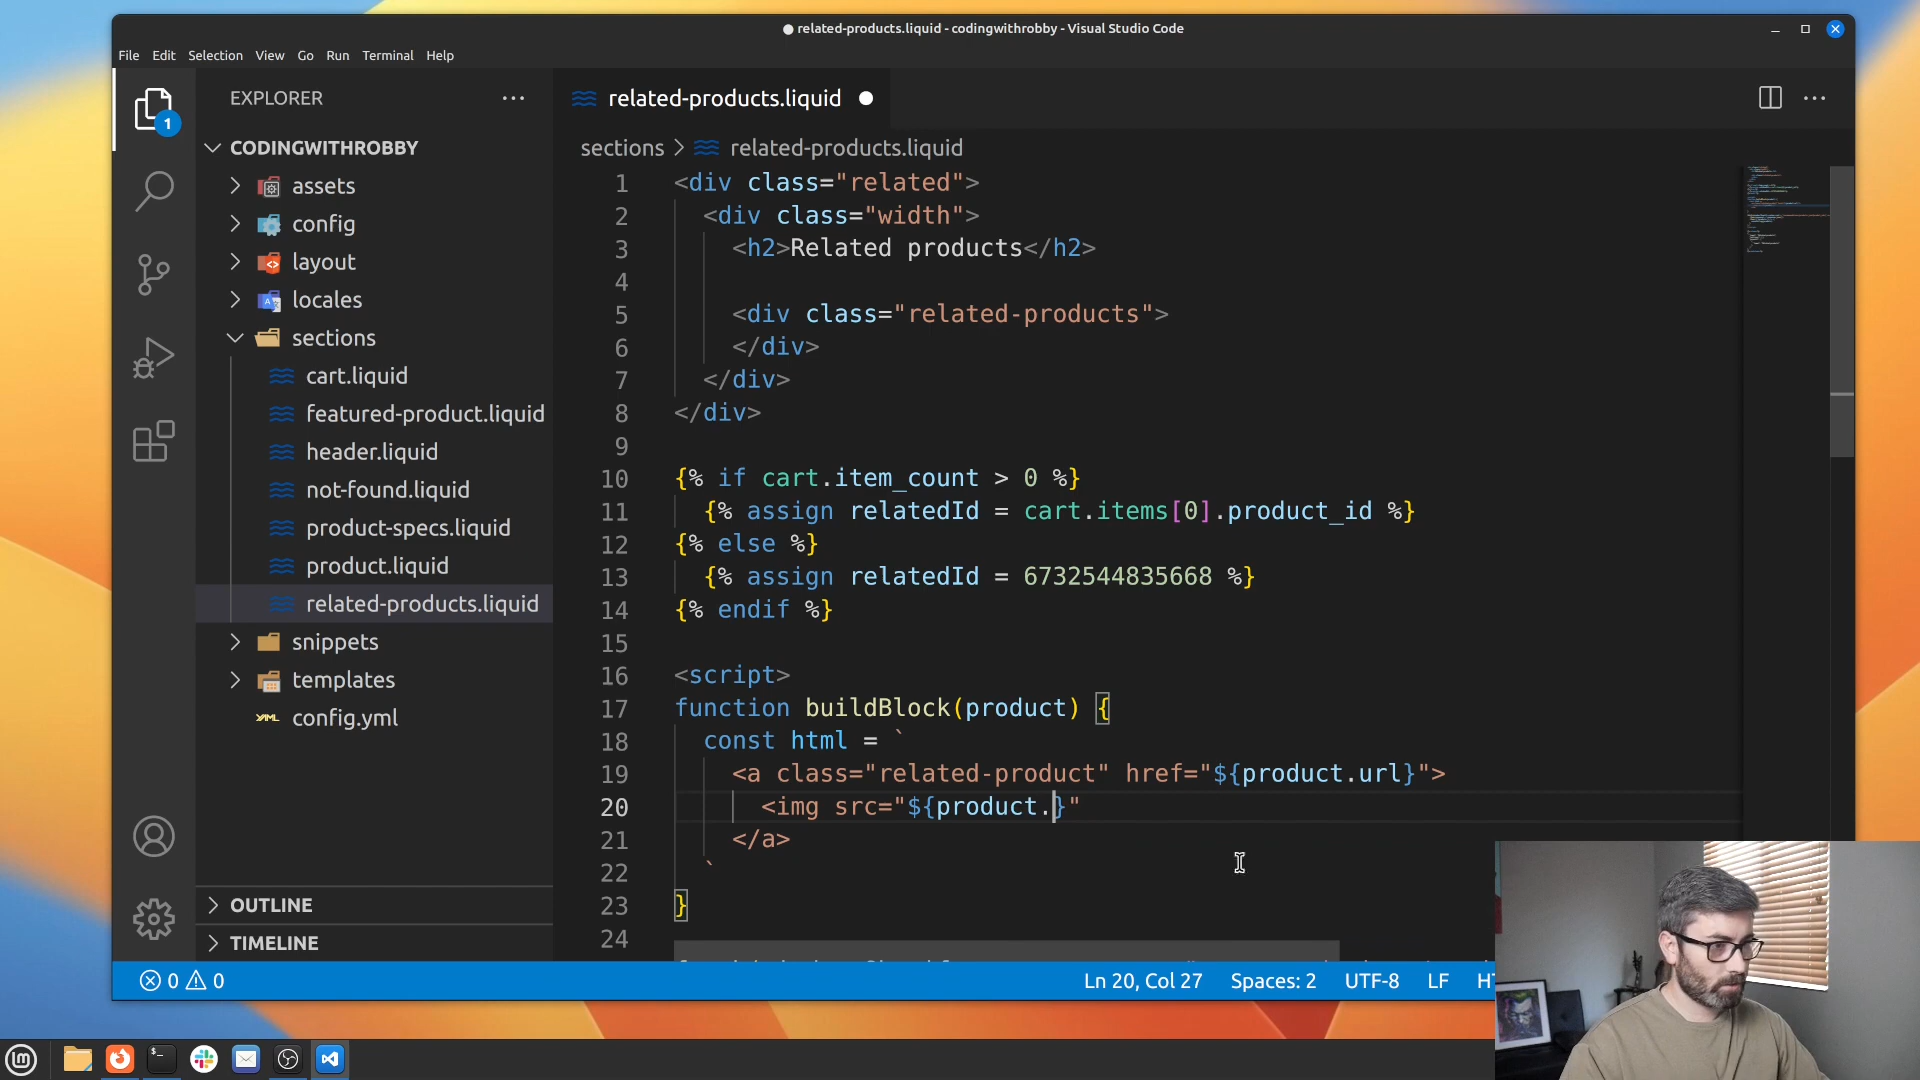 related-products.liquid - codingwithrobby - Visual Studio Code
File Edit Selection View Go Run Terminal Help
EXPLORER
1
CODINGWITHROBBY
assets
config
layout
locales
sections
cart.liquid
featured-product.liquid
header.liquid
not-found.liquid
product-specs.liquid
product.liquid
related-products.liquid
snippets
templates
YAML config.yml
OUTLINE
TIMELINE
related-products.liquid
sections > related-products.liquid
1 <div class="related">
2 <div class="width">
3 <h2>Related products</h2>
4
5 <div class="related-products">
6 </div>
7 </div>
8 </div>
9
10 {% if cart.item_count > 0 %}
11 {% assign relatedId = cart.items[0].product_id %}
12 {% else %}
13 {% assign relatedId = 6732544835668 %}
14 {% endif %}
15
16 <script>
17 function buildBlock(product) {
18 const html = `
19 <a class="related-product" href="${product.url}">
20 <img src="${product.}"
21 </a>
22 `
23 }
24
0 0 Ln 20, Col 27 Spaces: 2 UTF-8 LF